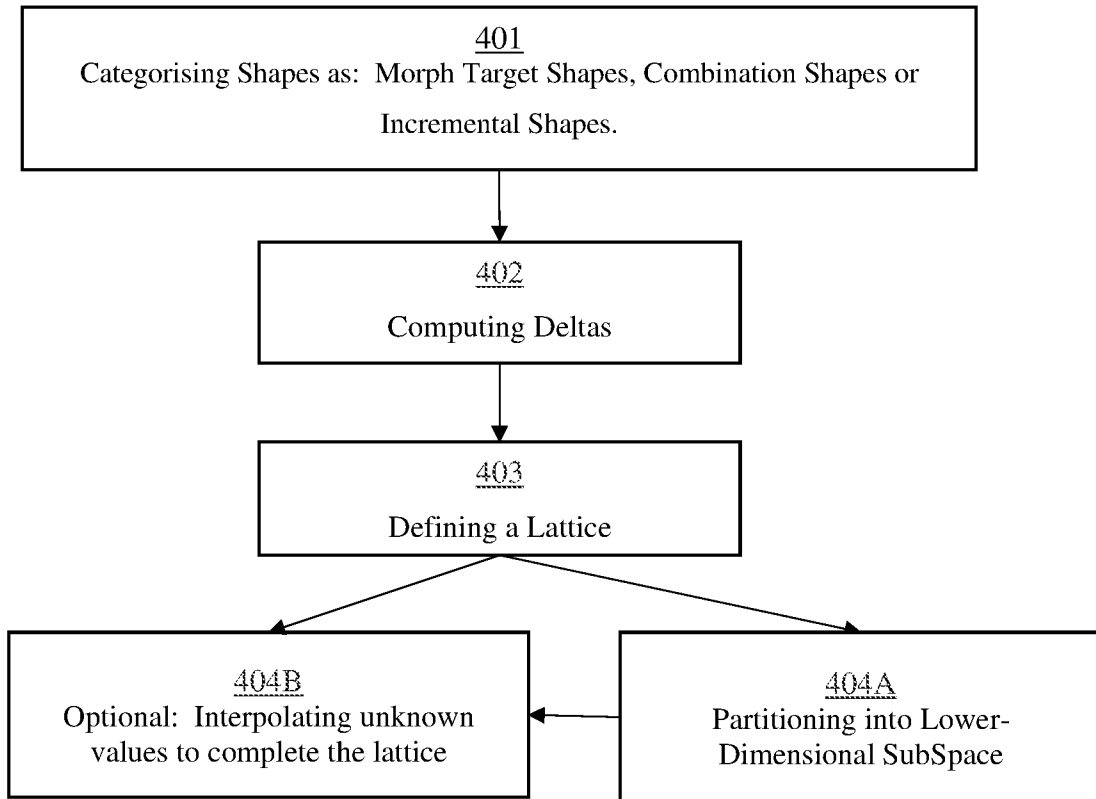 401
Categorising Shapes as: Morph Target Shapes, Combination Shapes or
Incremental Shapes.
402
Computing Deltas
403
Defining a Lattice
404B
Optional: Interpolating unknown
values to complete the lattice
404A
Partitioning into Lower-
Dimensional SubSpace